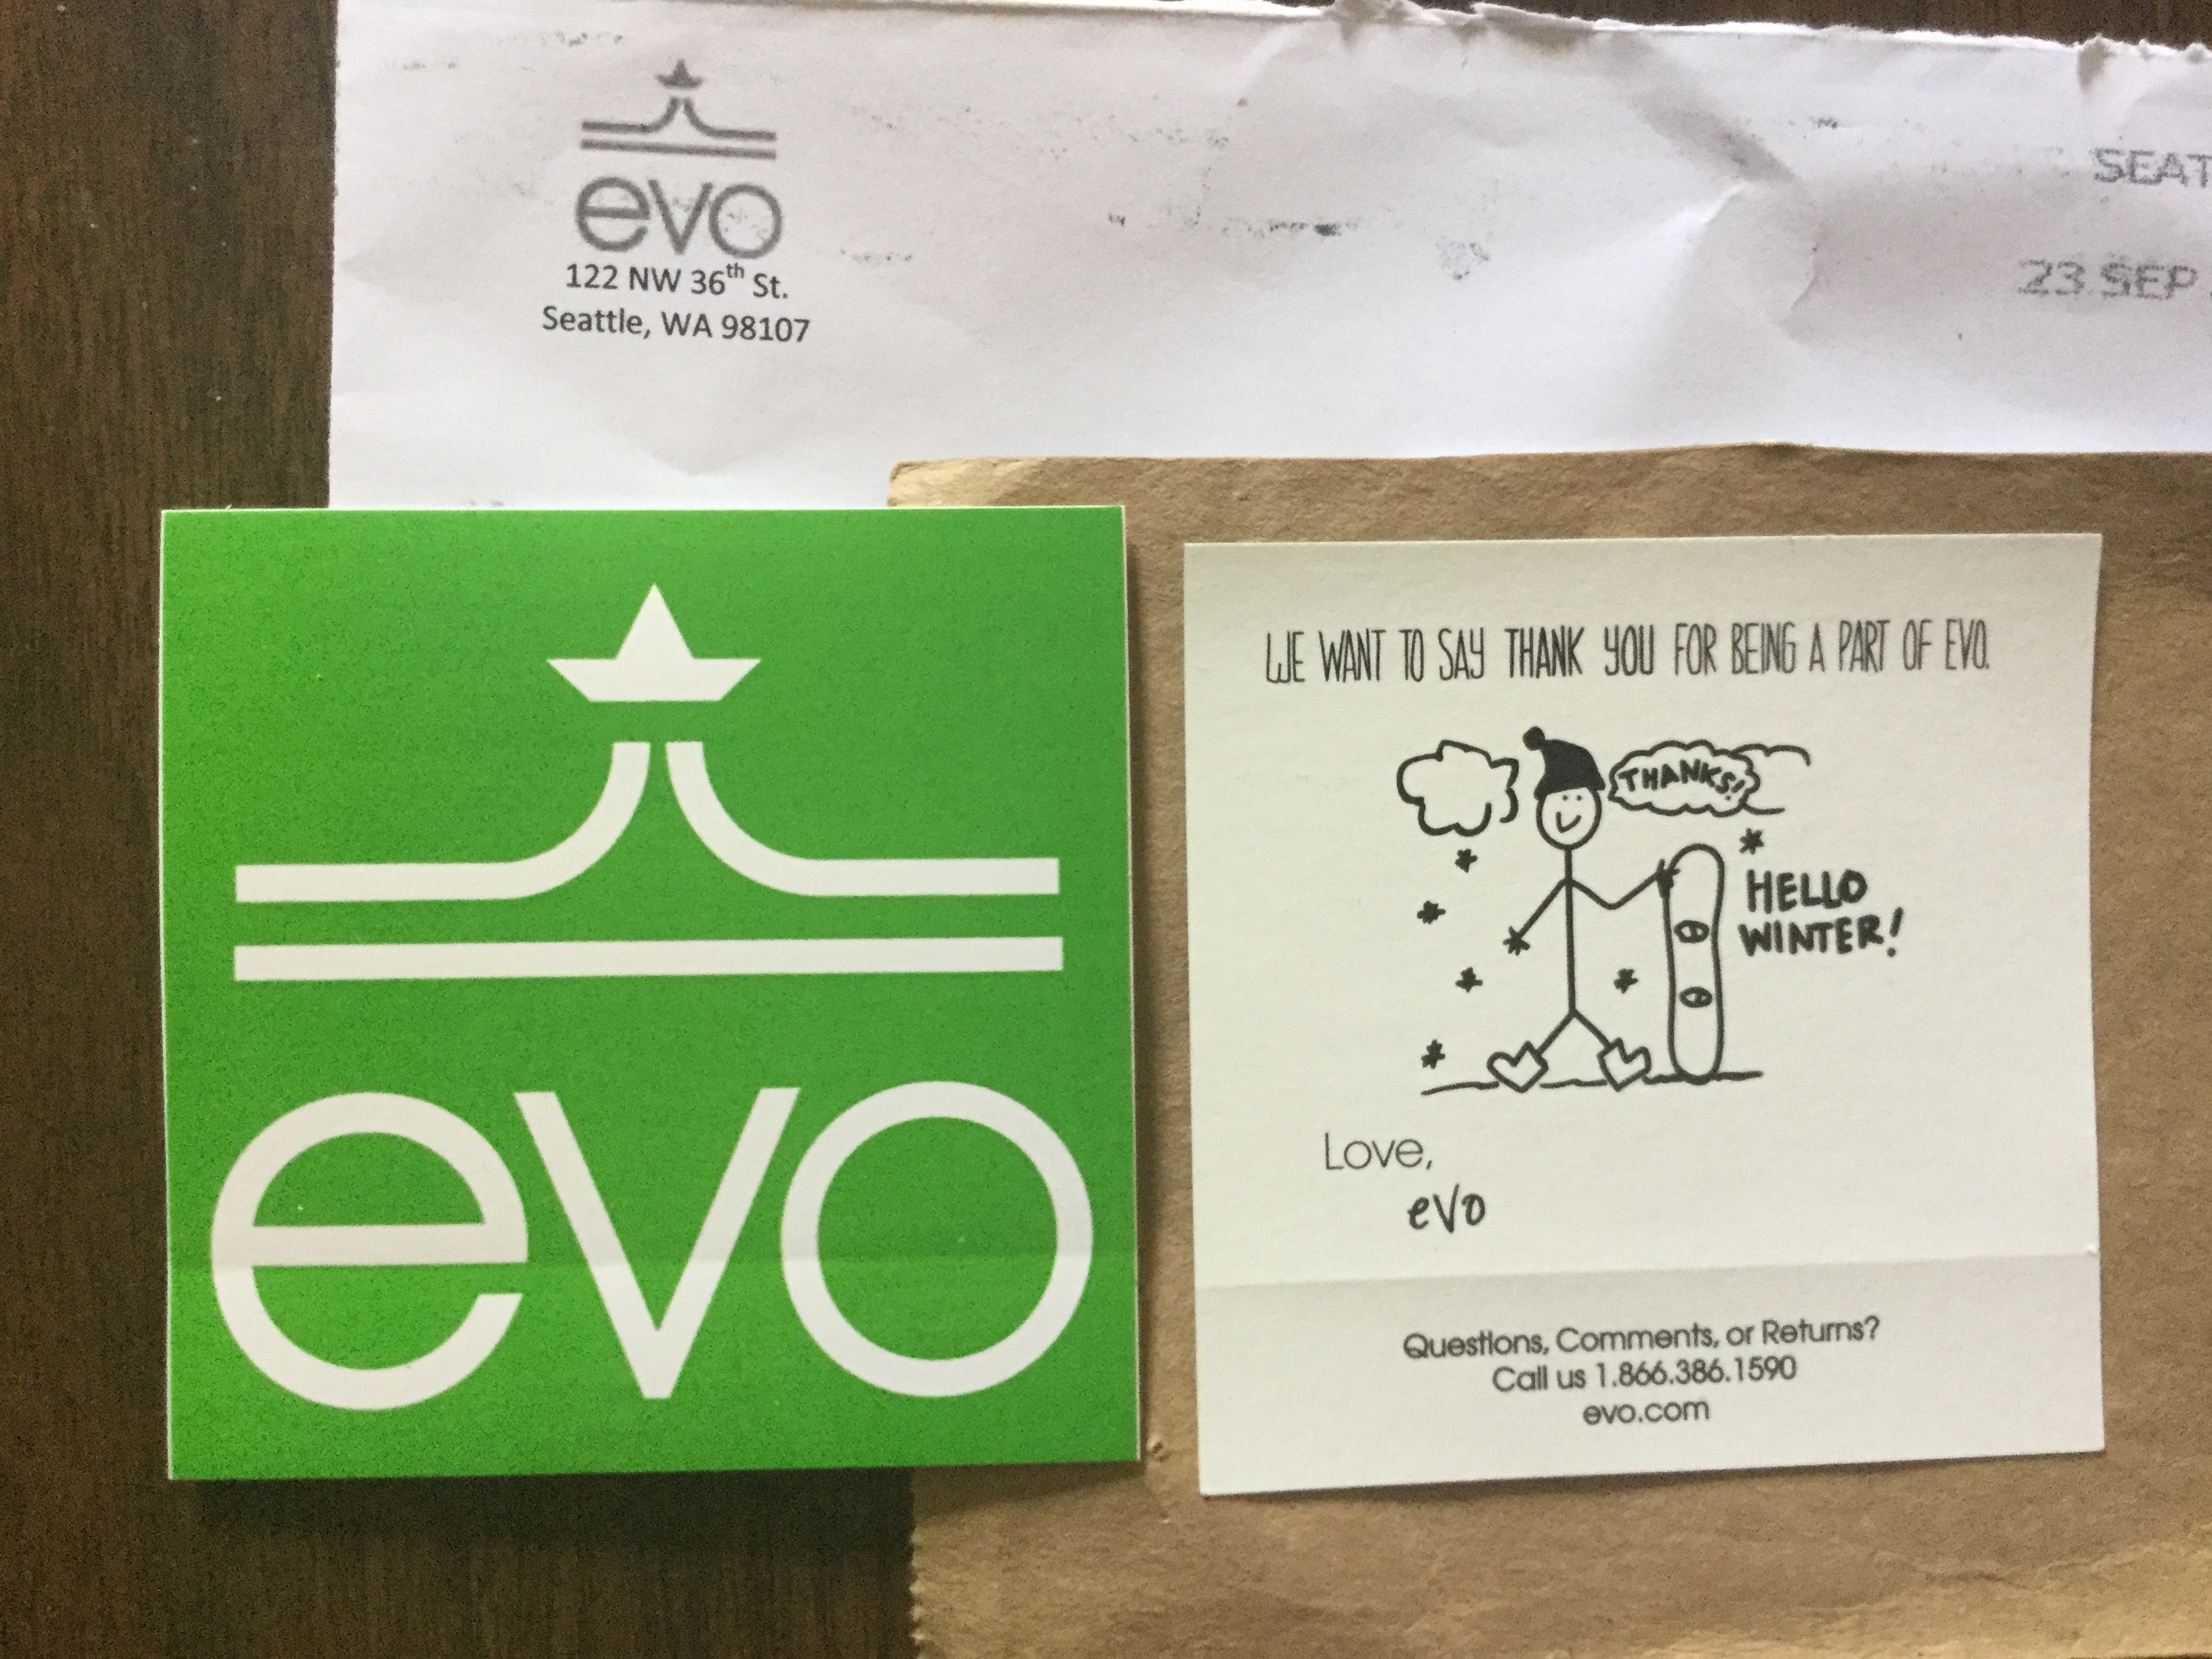 evo
122 NW 36th St.
Seattle, WA 98107
SEAT
23 SEP
evo
WE WANT TO SAY THANK YOU FOR BEING A PART OF EVO.
THANKS!
HELLO
WINTER!
Love,
evo
Questions, Comments, or Returns?
Call us 1.866.386.1590
evo.com